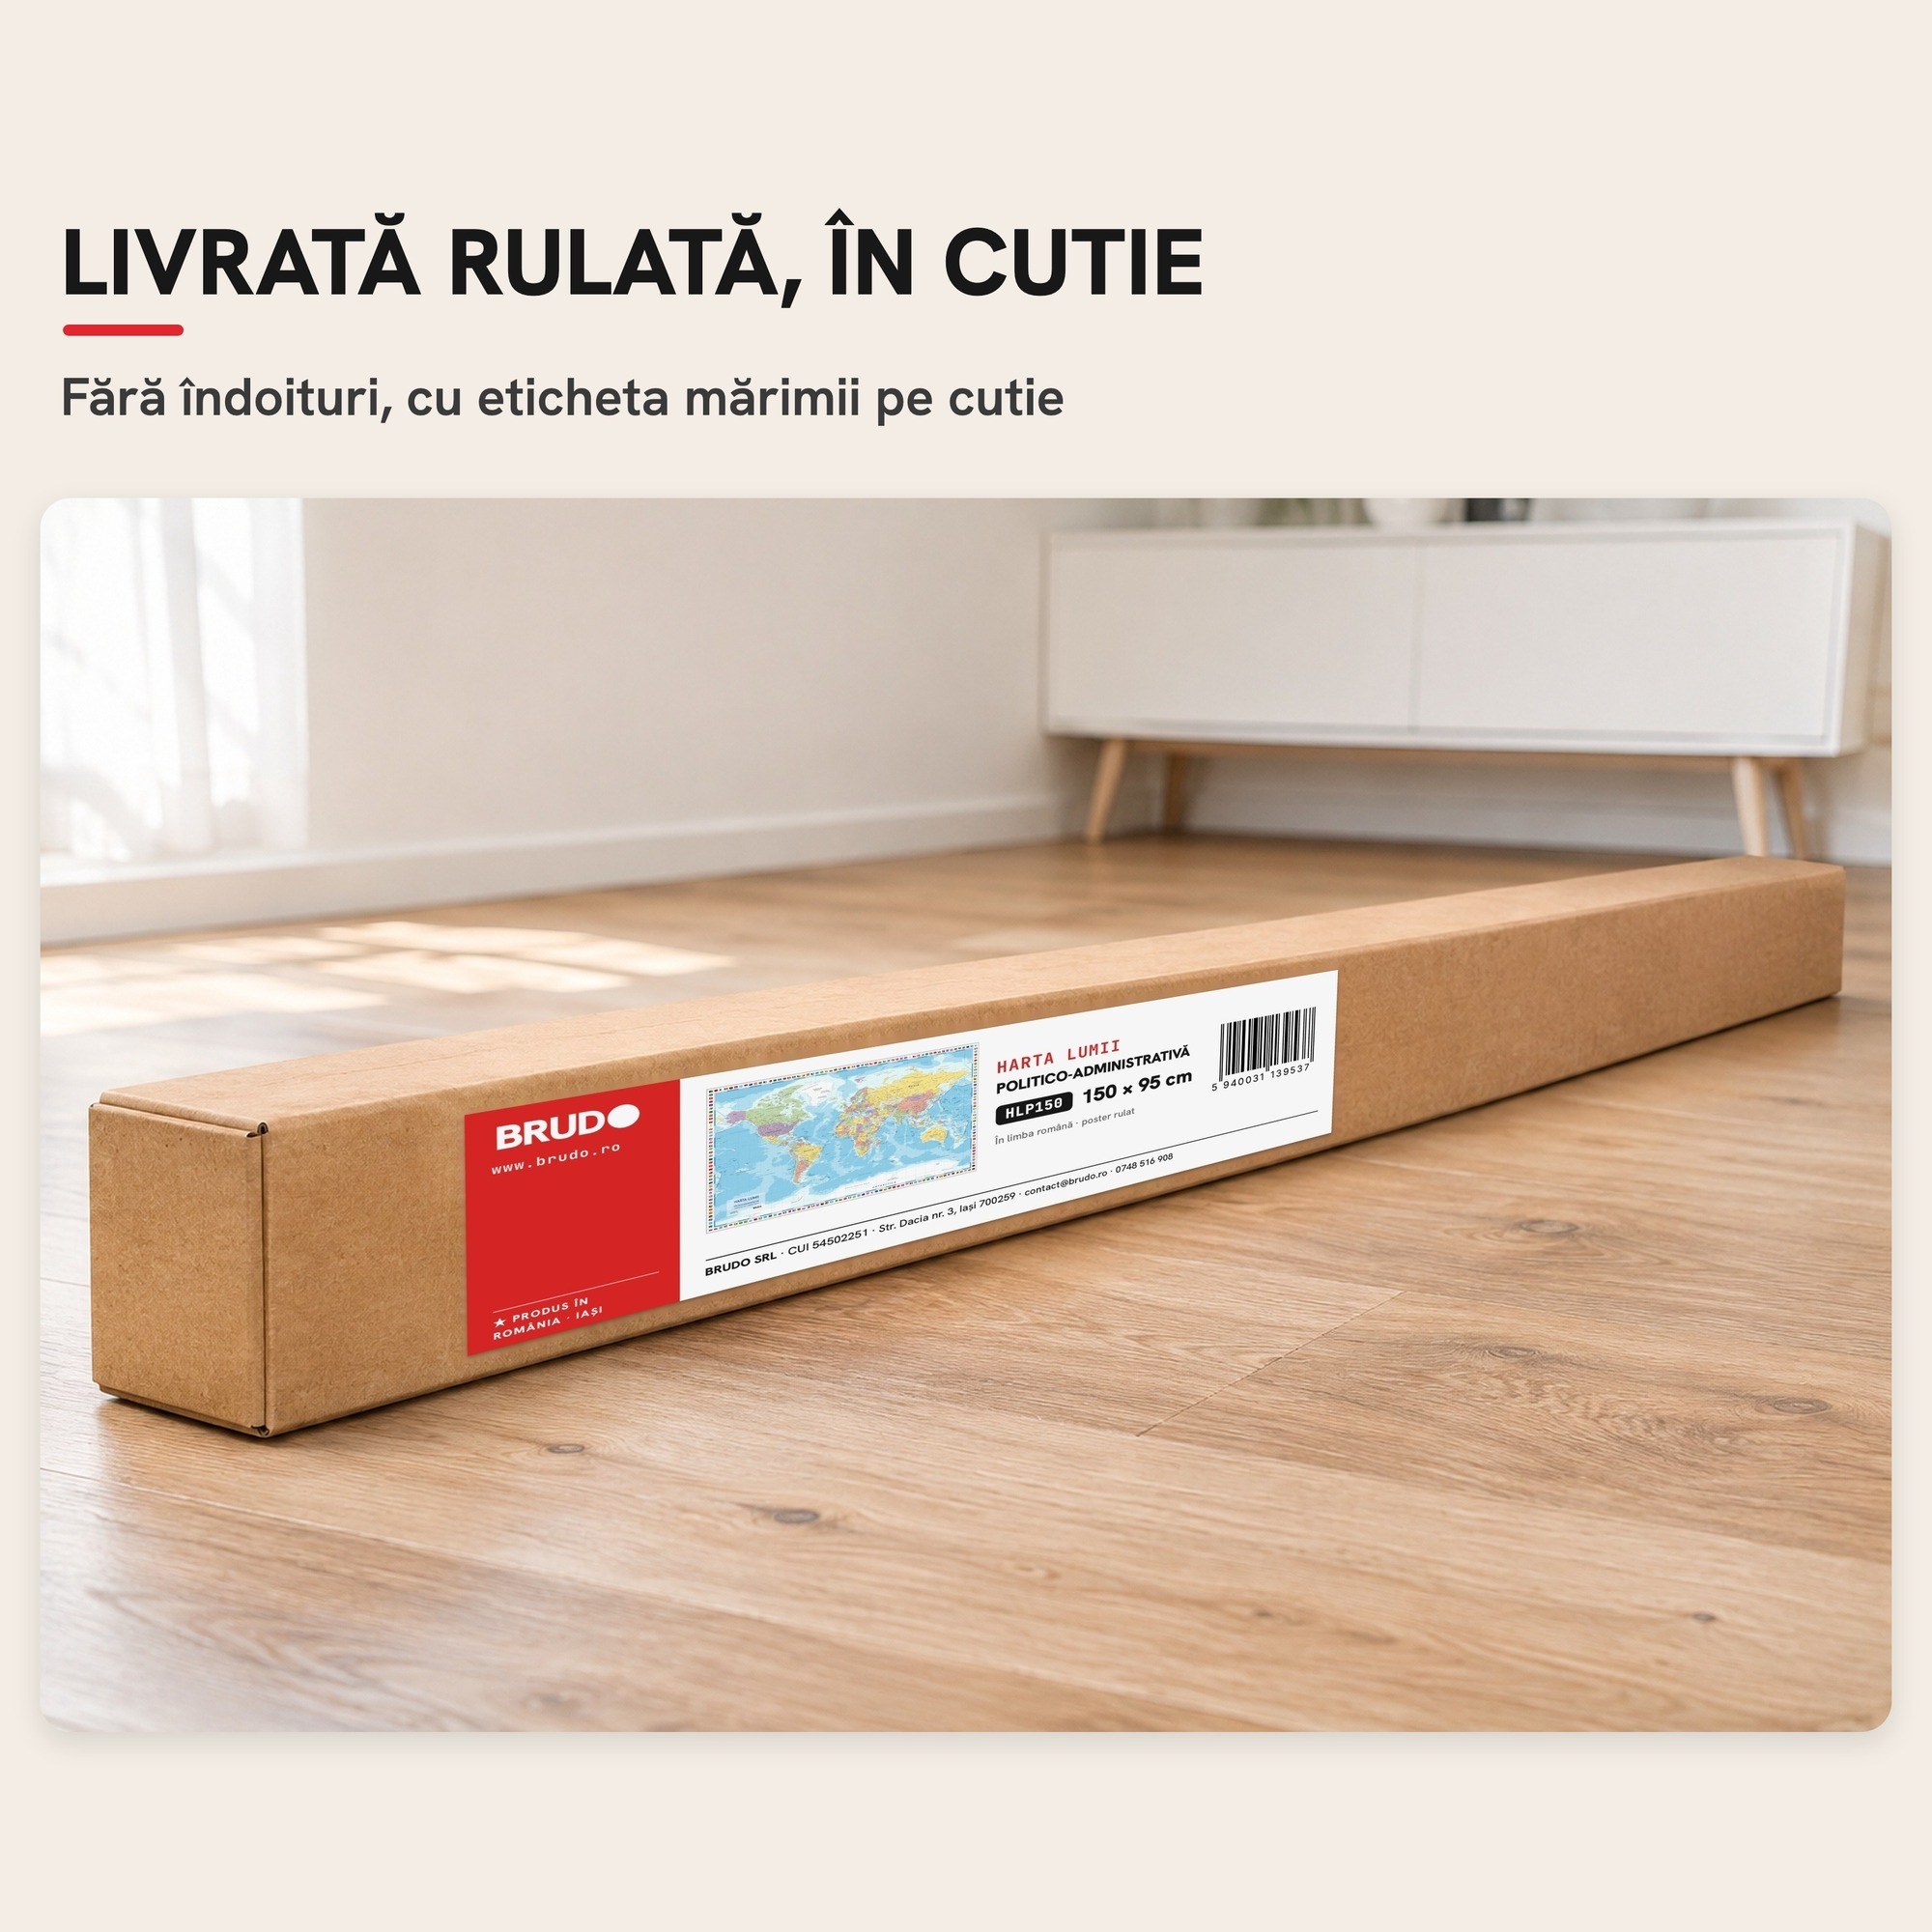 LIVRATĂ RULATĂ, ÎN CUTIE
Fără îndoituri, cu eticheta mărimii pe cutie
BRUDO
www.brudo.ro
★ PRODUS ÎN
ROMÂNIA · IAȘI
HARTA LUMII
POLITICO-ADMINISTRATIVĂ
HLP150 150 × 95 cm
În limba română · poster rulat
5 940031 139537
BRUDO SRL · CUI 54502251 · Str. Dacia nr. 3, Iași 700259 · contact@brudo.ro · 0748 516 908